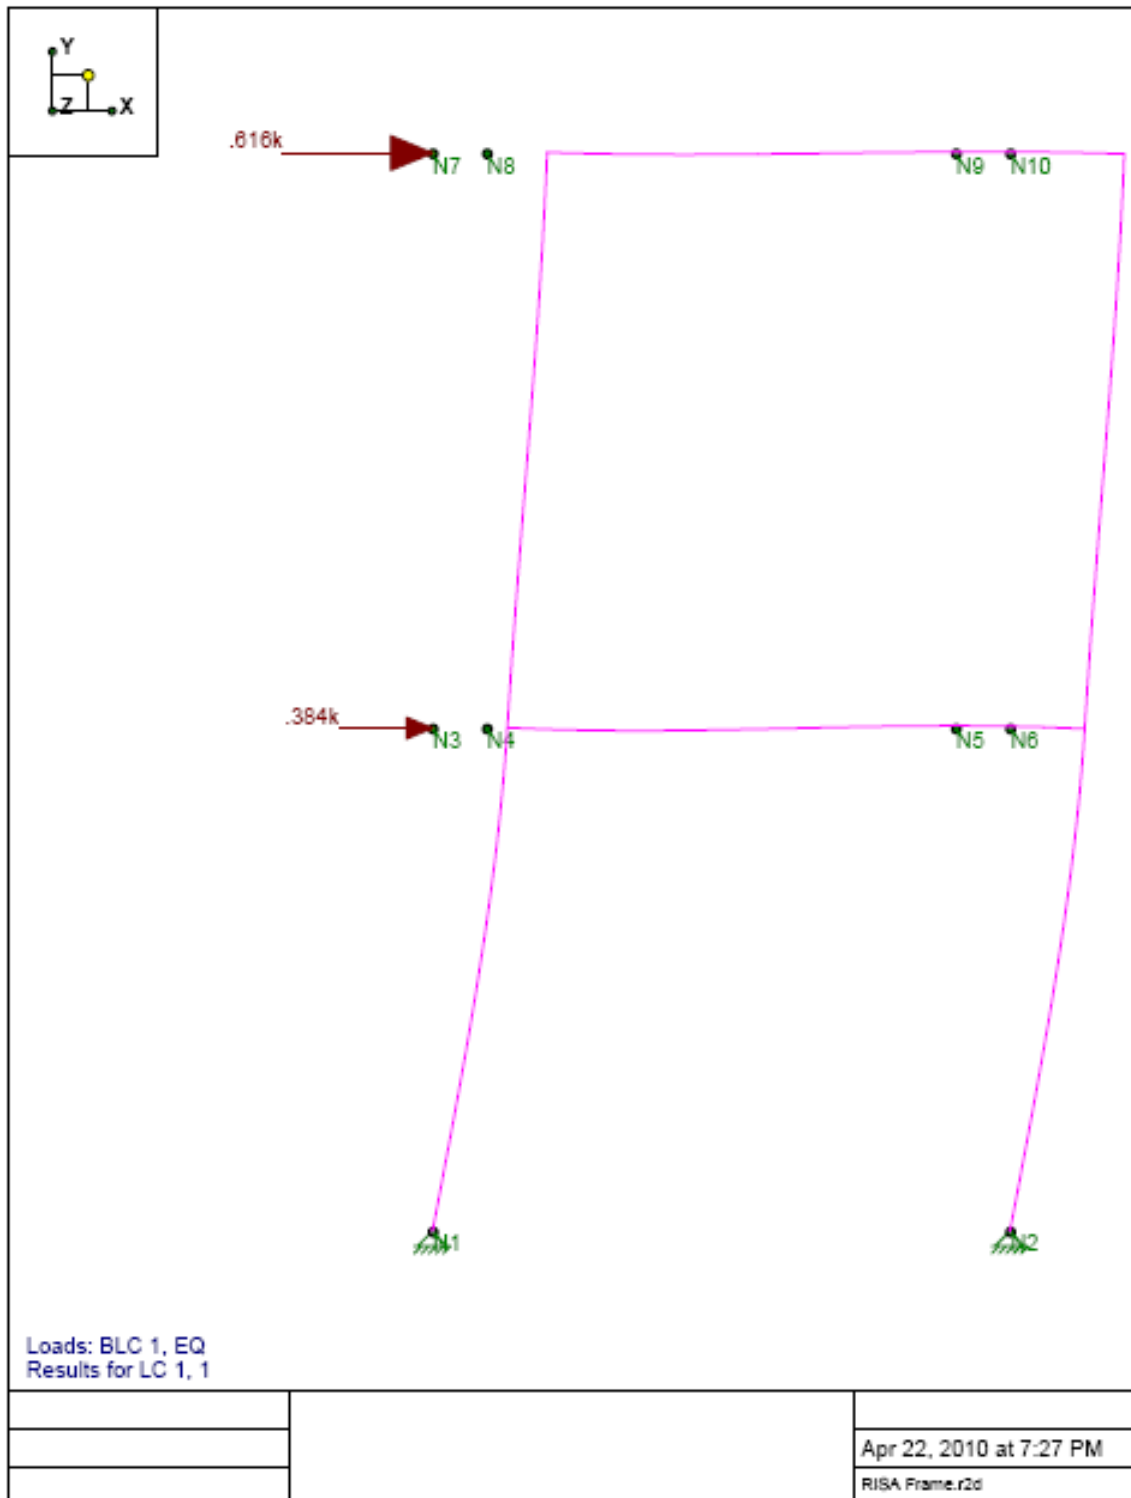 Y
Z
X
.616k
N7
N8
N9
N10
.384k
N3
N4
N5
N6
N1
N2
Loads: BLC 1, EQ
Results for LC 1, 1
Apr 22, 2010 at 7:27 PM
RISA Frame.r2d